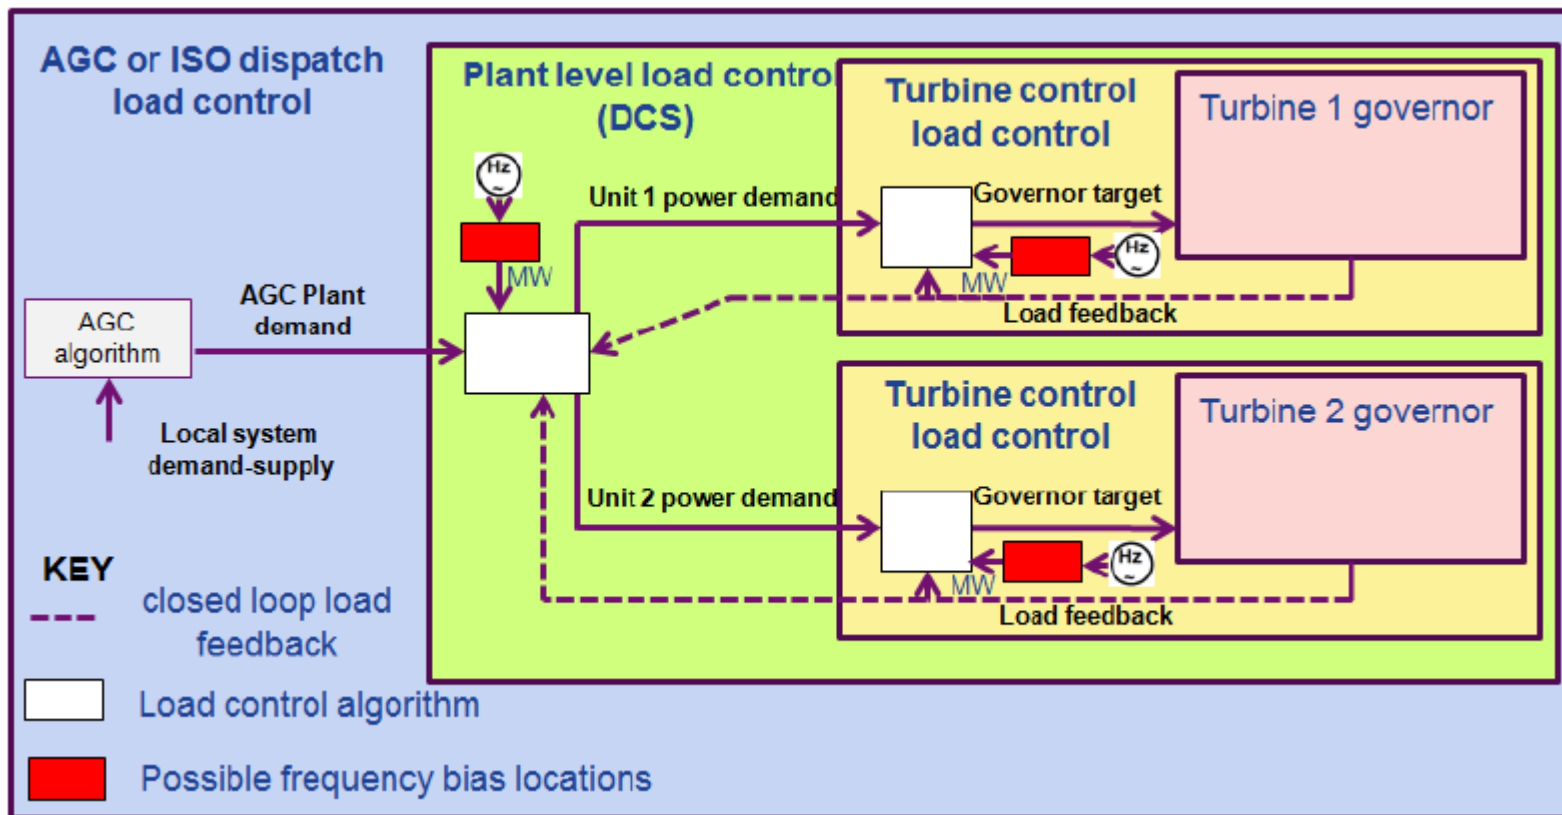 AGC or ISO dispatch
load control
Plant level load control
(DCS)
Turbine control
load control
Turbine 1 governor
Hz
~
Unit 1 power demand
Governor target
MW
Hz
~
MW
Load feedback
AGC Plant
demand
AGC
algorithm
Local system
demand-supply
Turbine control
load control
Turbine 2 governor
Unit 2 power demand
Governor target
Hz
~
MW
Load feedback
KEY
closed loop load
feedback
Load control algorithm
Possible frequency bias locations